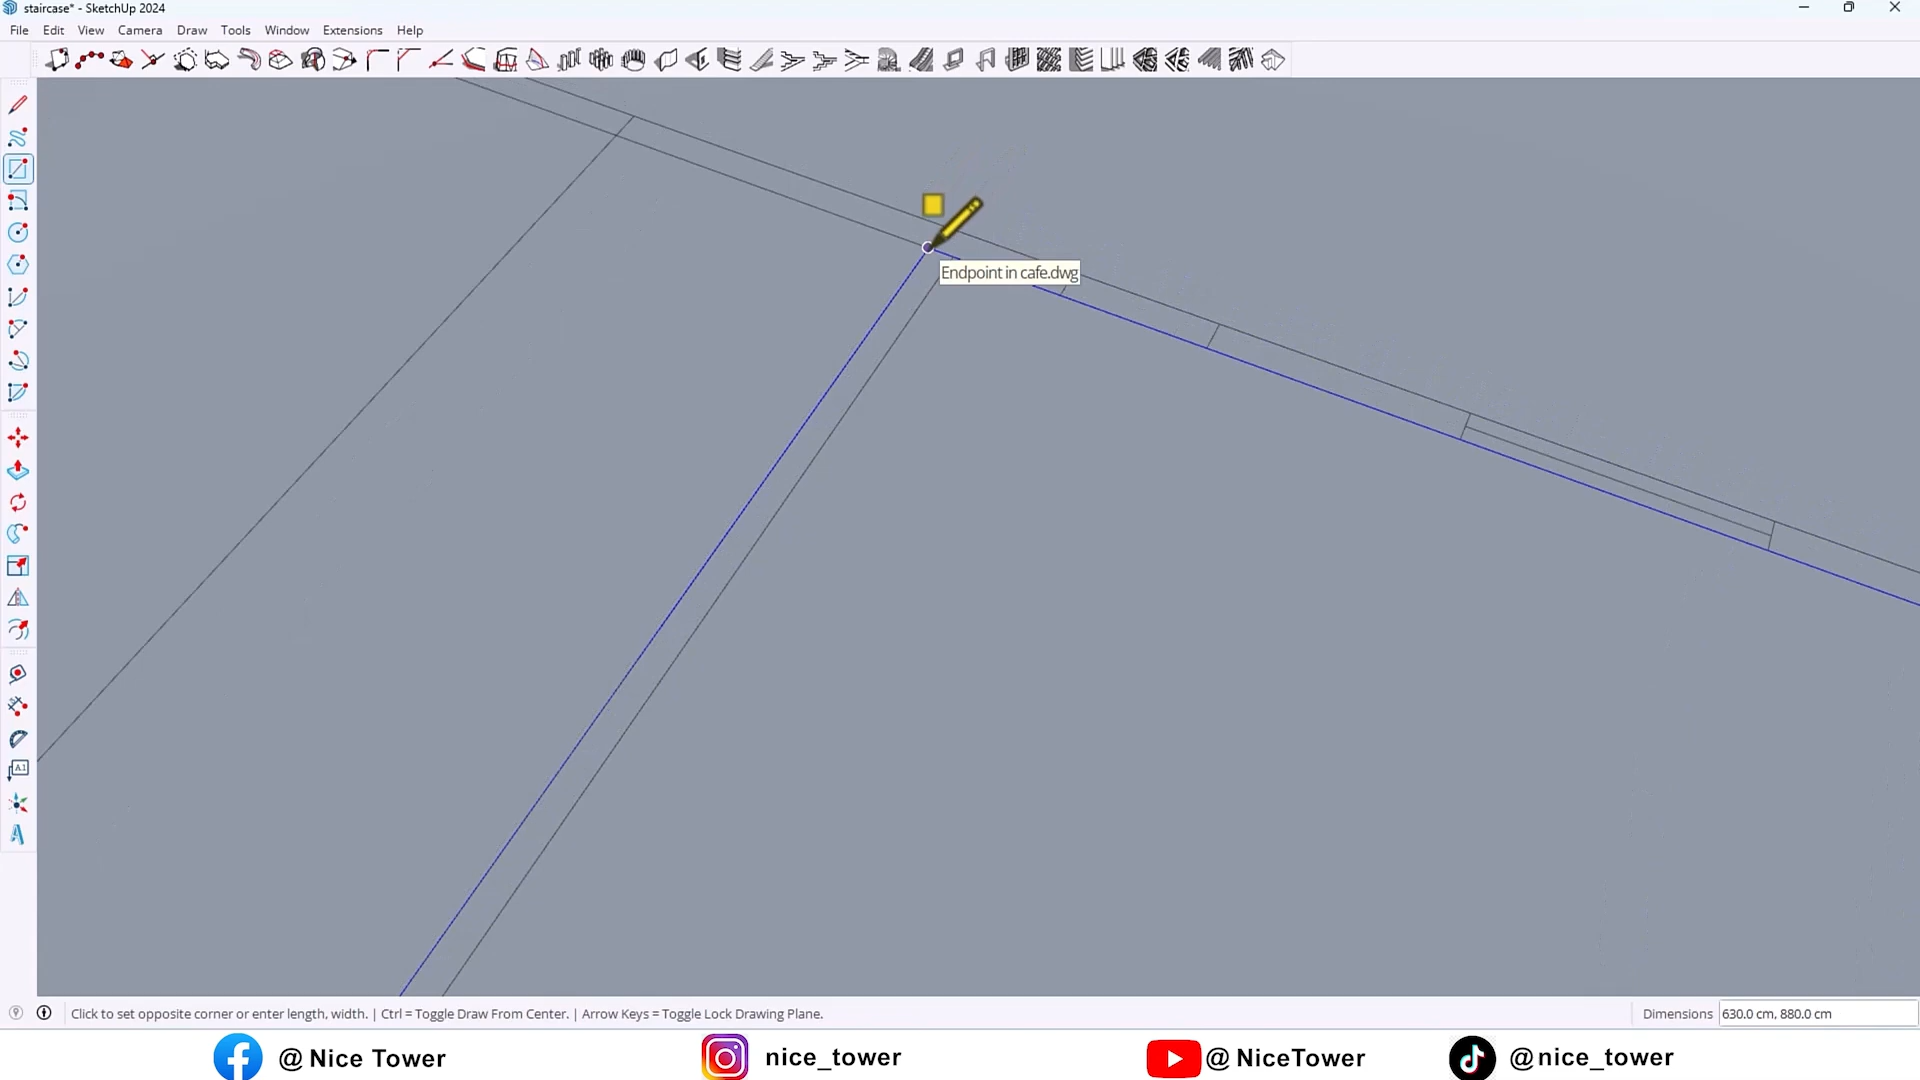 staircase* - SketchUp 2024
File Edit View Camera Draw Tools Window Extensions Help
Endpoint in cafe.dwg
A1
A
Click to set opposite corner or enter length, width. | Ctrl = Toggle Draw From Center. | Arrow Keys = Toggle Lock Drawing Plane.
Dimensions 630.0 cm, 880.0 cm
@ Nice Tower
nice_tower
@ NiceTower
@nice_tower